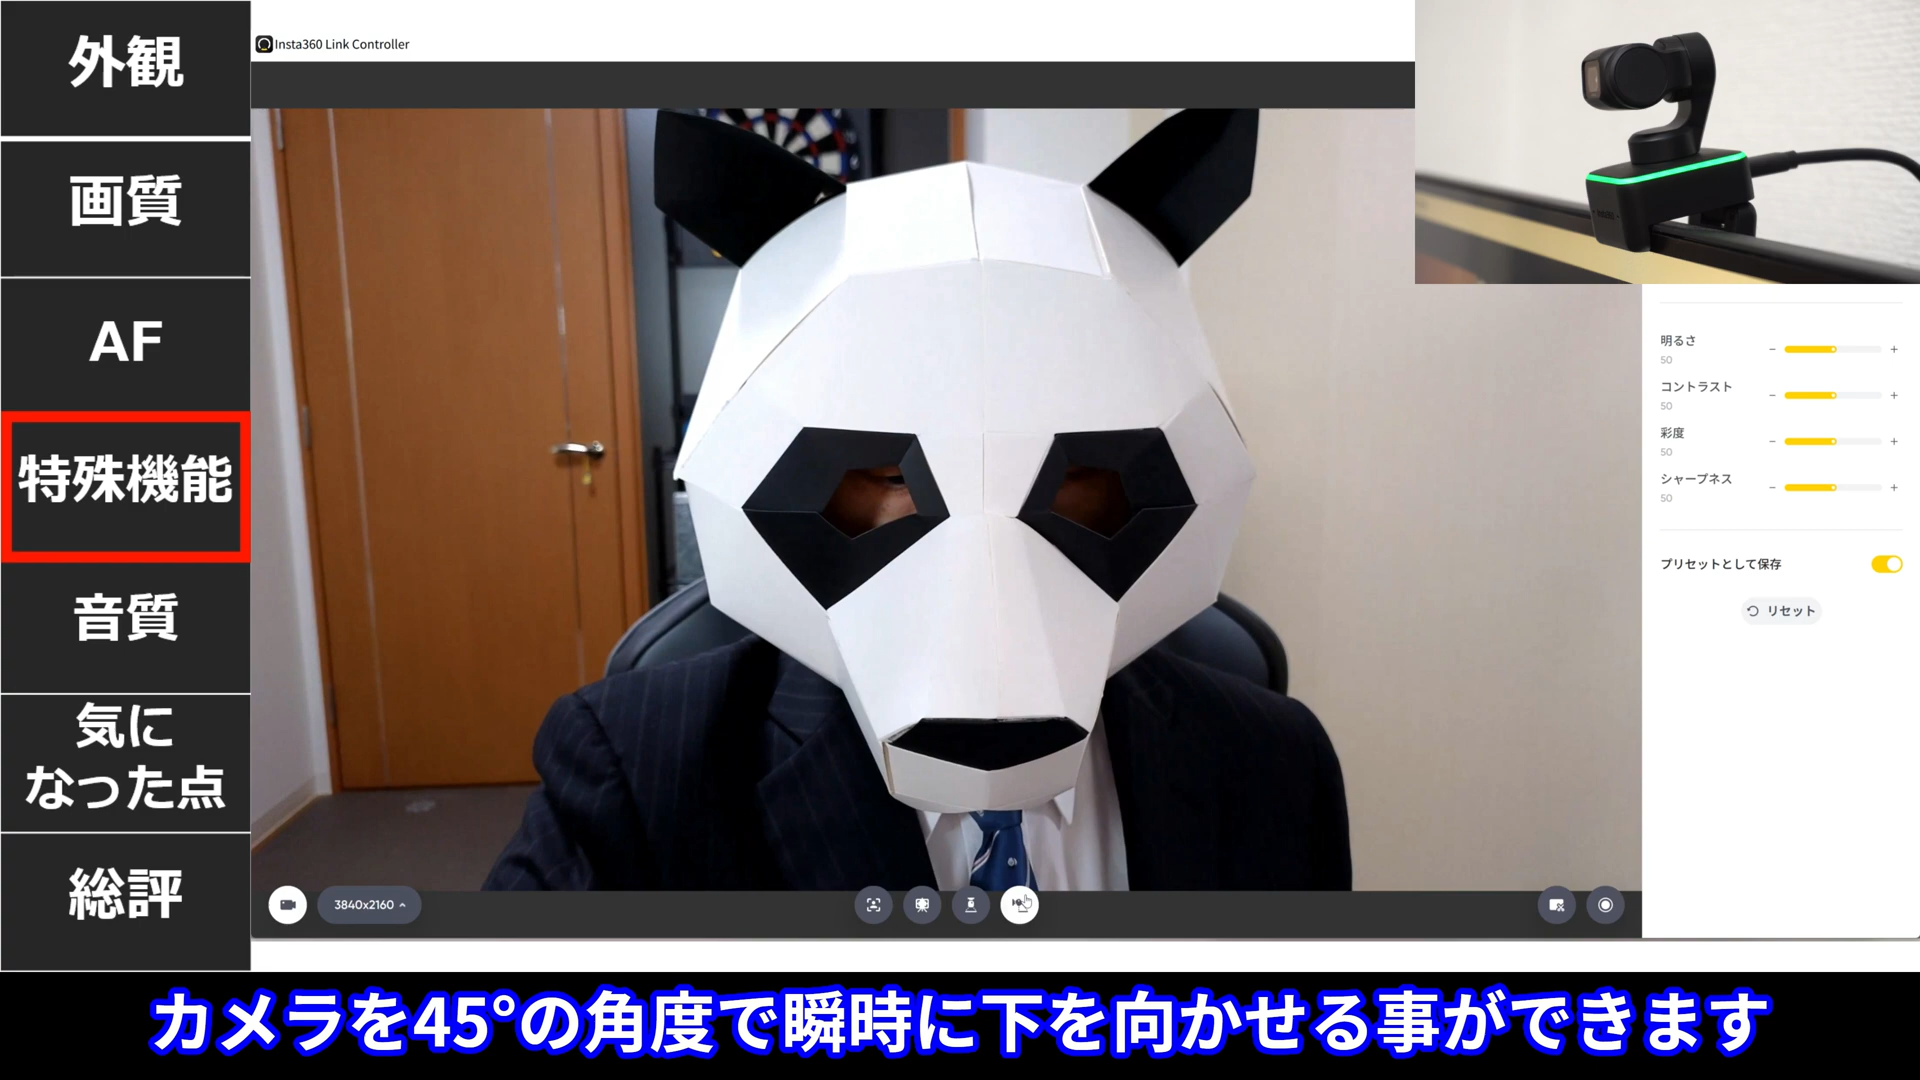 外観
画質
AF
特殊機能
音質
気に
なった点
総評
Insta360 Link Controller
明るさ
50
コントラスト
50
彩度
50
シャープネス
50
プリセットとして保存
リセット
3840x2160
カメラを45°の角度で瞬時に下を向かせる事ができます